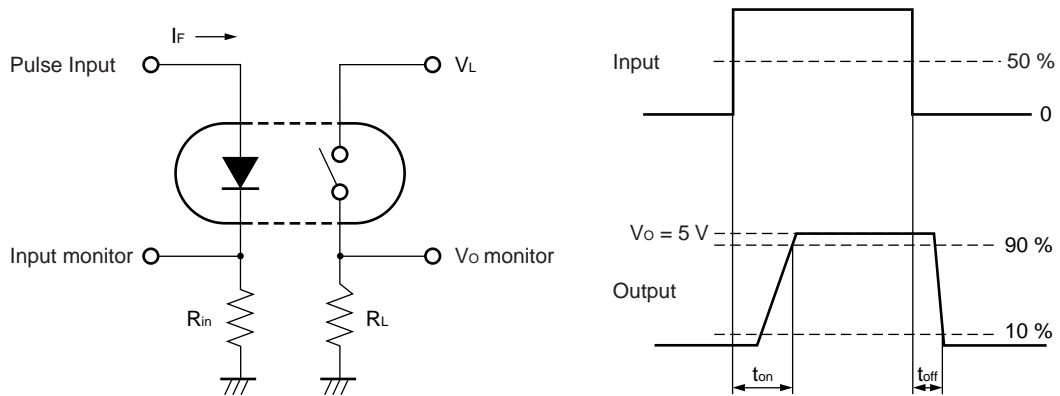 IF
Pulse Input
VL
Input monitor
VO monitor
Rin
RL
Input
50 %
0
VO = 5 V
90 %
Output
10 %
ton
toff